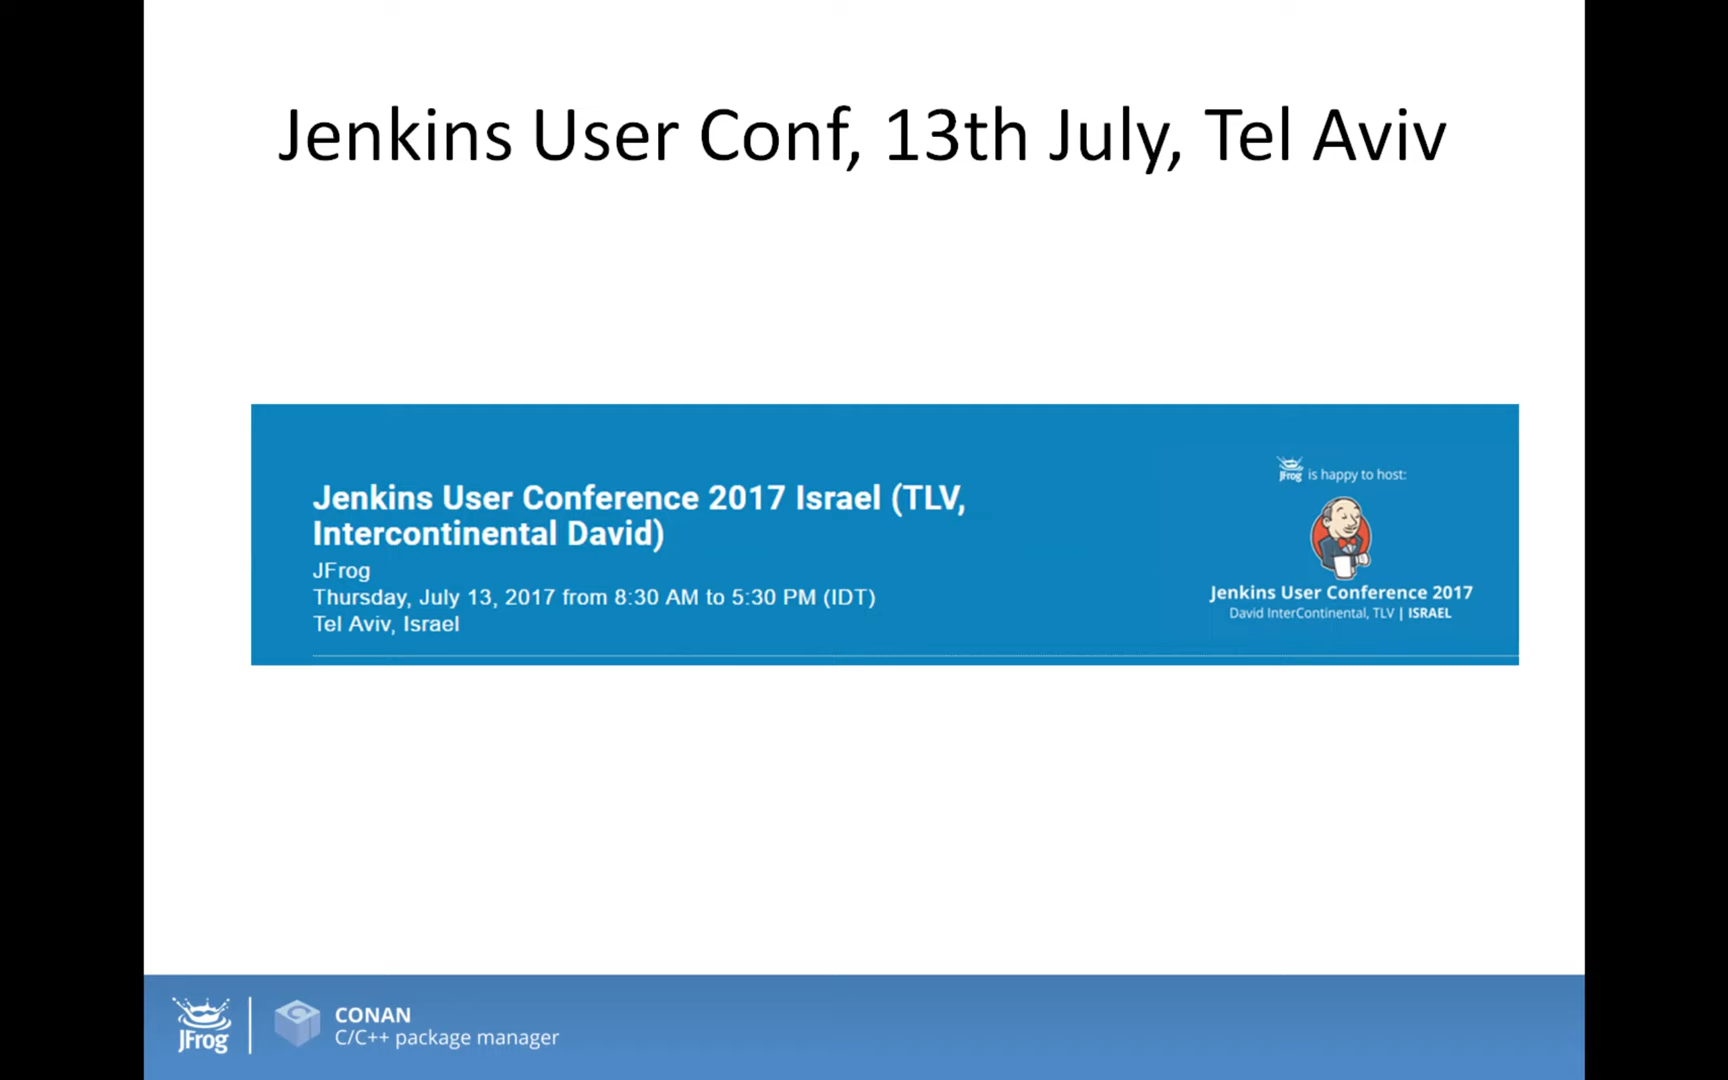 Jenkins User Conf, 13th July, Tel Aviv
Jenkins User Conference 2017 Israel (TLV,
Intercontinental David)
JFrog
Thursday, July 13, 2017 from 8:30 AM to 5:30 PM (IDT)
Tel Aviv, Israel
JFrog is happy to host:
Jenkins User Conference 2017
David InterContinental, TLV | ISRAEL
JFrog
CONAN
C/C++ package manager